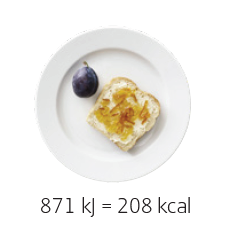 871 kJ = 208 kcal